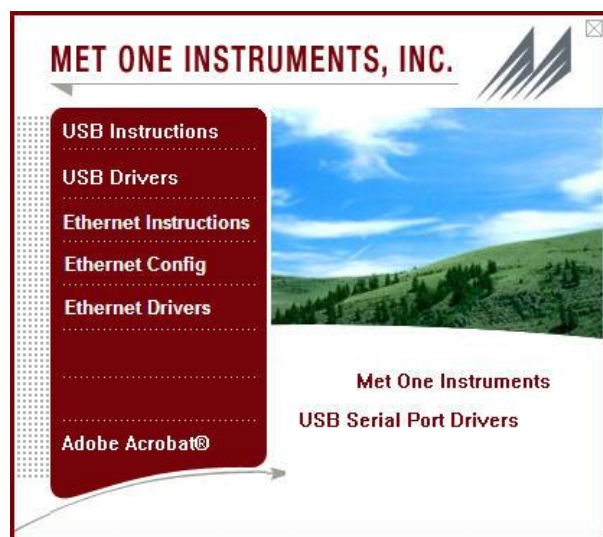 MET ONE INSTRUMENTS, INC.
USB Instructions
USB Drivers
Ethernet Instructions
Ethernet Config
Ethernet Drivers
Adobe Acrobat®
Met One Instruments
USB Serial Port Drivers